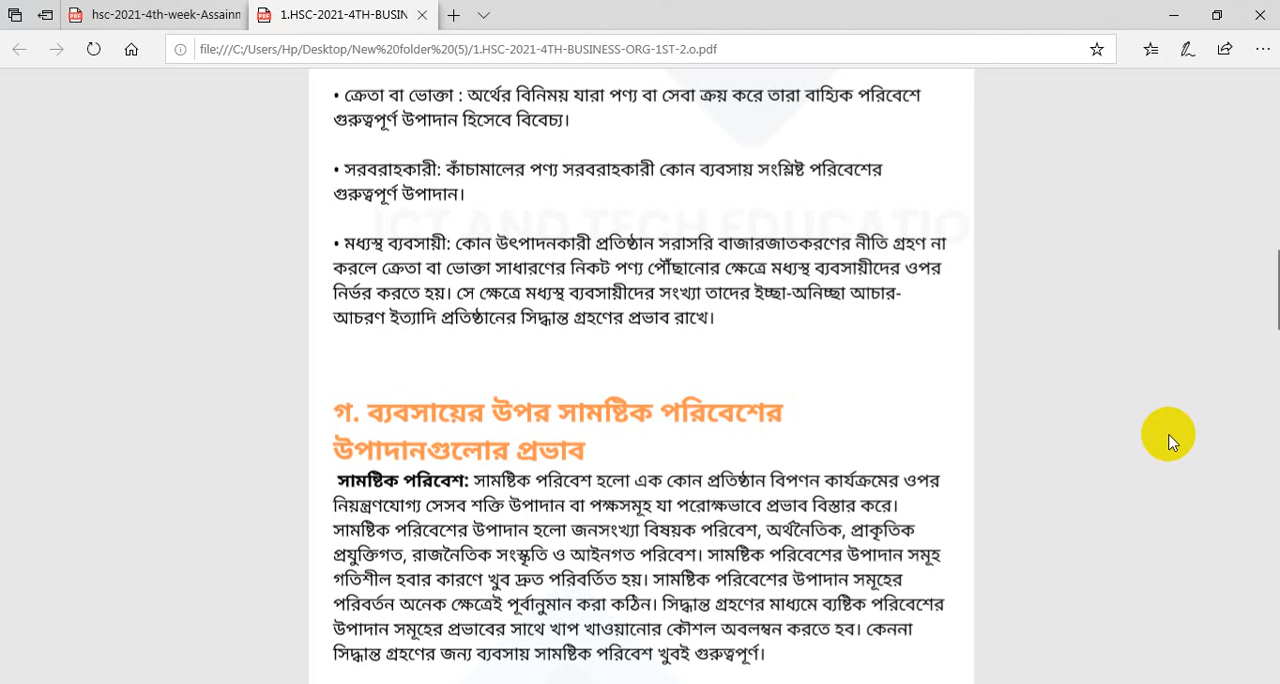 hsc-2021-4th-week-Assainn
1.HSC-2021-4TH-BUSIN
file:///C:/Users/Hp/Desktop/New%20folder%20(5)/1.HSC-2021-4TH-BUSINESS-ORG-1ST-2.o.pdf
• ক্রেতা বা ভোক্তা : অর্থের বিনিময় যারা পণ্য বা সেবা ক্রয় করে তারা বাহ্যিক পরিবেশে
গুরুত্বপূর্ণ উপাদান হিসেবে বিবেচ্য।
• সরবরাহকারী: কাঁচামালের পণ্য সরবরাহকারী কোন ব্যবসায় সংশ্লিষ্ট পরিবেশের
গুরুত্বপূর্ণ উপাদান।
ICT AND TECH EDUCATIO
• মধ্যস্থ ব্যবসায়ী: কোন উৎপাদনকারী প্রতিষ্ঠান সরাসরি বাজারজাতকরণের নীতি গ্রহণ না
করলে ক্রেতা বা ভোক্তা সাধারণের নিকট পণ্য পৌঁছানোর ক্ষেত্রে মধ্যস্থ ব্যবসায়ীদের ওপর
নির্ভর করতে হয়। সে ক্ষেত্রে মধ্যস্থ ব্যবসায়ীদের সংখ্যা তাদের ইচ্ছা-অনিচ্ছা আচার-
আচরণ ইত্যাদি প্রতিষ্ঠানের সিদ্ধান্ত গ্রহণের প্রভাব রাখে।
গ. ব্যবসায়ের উপর সামষ্টিক পরিবেশের
উপাদানগুলোর প্রভাব
সামষ্টিক পরিবেশ: সামষ্টিক পরিবেশ হলো এক কোন প্রতিষ্ঠান বিপণন কার্যক্রমের ওপর
নিয়ন্ত্রণযোগ্য সেসব শক্তি উপাদান বা পক্ষসমূহ যা পরোক্ষভাবে প্রভাব বিস্তার করে।
সামষ্টিক পরিবেশের উপাদান হলো জনসংখ্যা বিষয়ক পরিবেশ, অর্থনৈতিক, প্রাকৃতিক
প্রযুক্তিগত, রাজনৈতিক সংস্কৃতি ও আইনগত পরিবেশ। সামষ্টিক পরিবেশের উপাদান সমূহ
গতিশীল হবার কারণে খুব দ্রুত পরিবর্তিত হয়। সামষ্টিক পরিবেশের উপাদান সমূহের
পরিবর্তন অনেক ক্ষেত্রেই পূর্বানুমান করা কঠিন। সিদ্ধান্ত গ্রহণের মাধ্যমে ব্যষ্টিক পরিবেশের
উপাদান সমূহের প্রভাবের সাথে খাপ খাওয়ানোর কৌশল অবলম্বন করতে হব। কেননা
সিদ্ধান্ত গ্রহণের জন্য ব্যবসায় সামষ্টিক পরিবেশ খুবই গুরুত্বপূর্ণ।